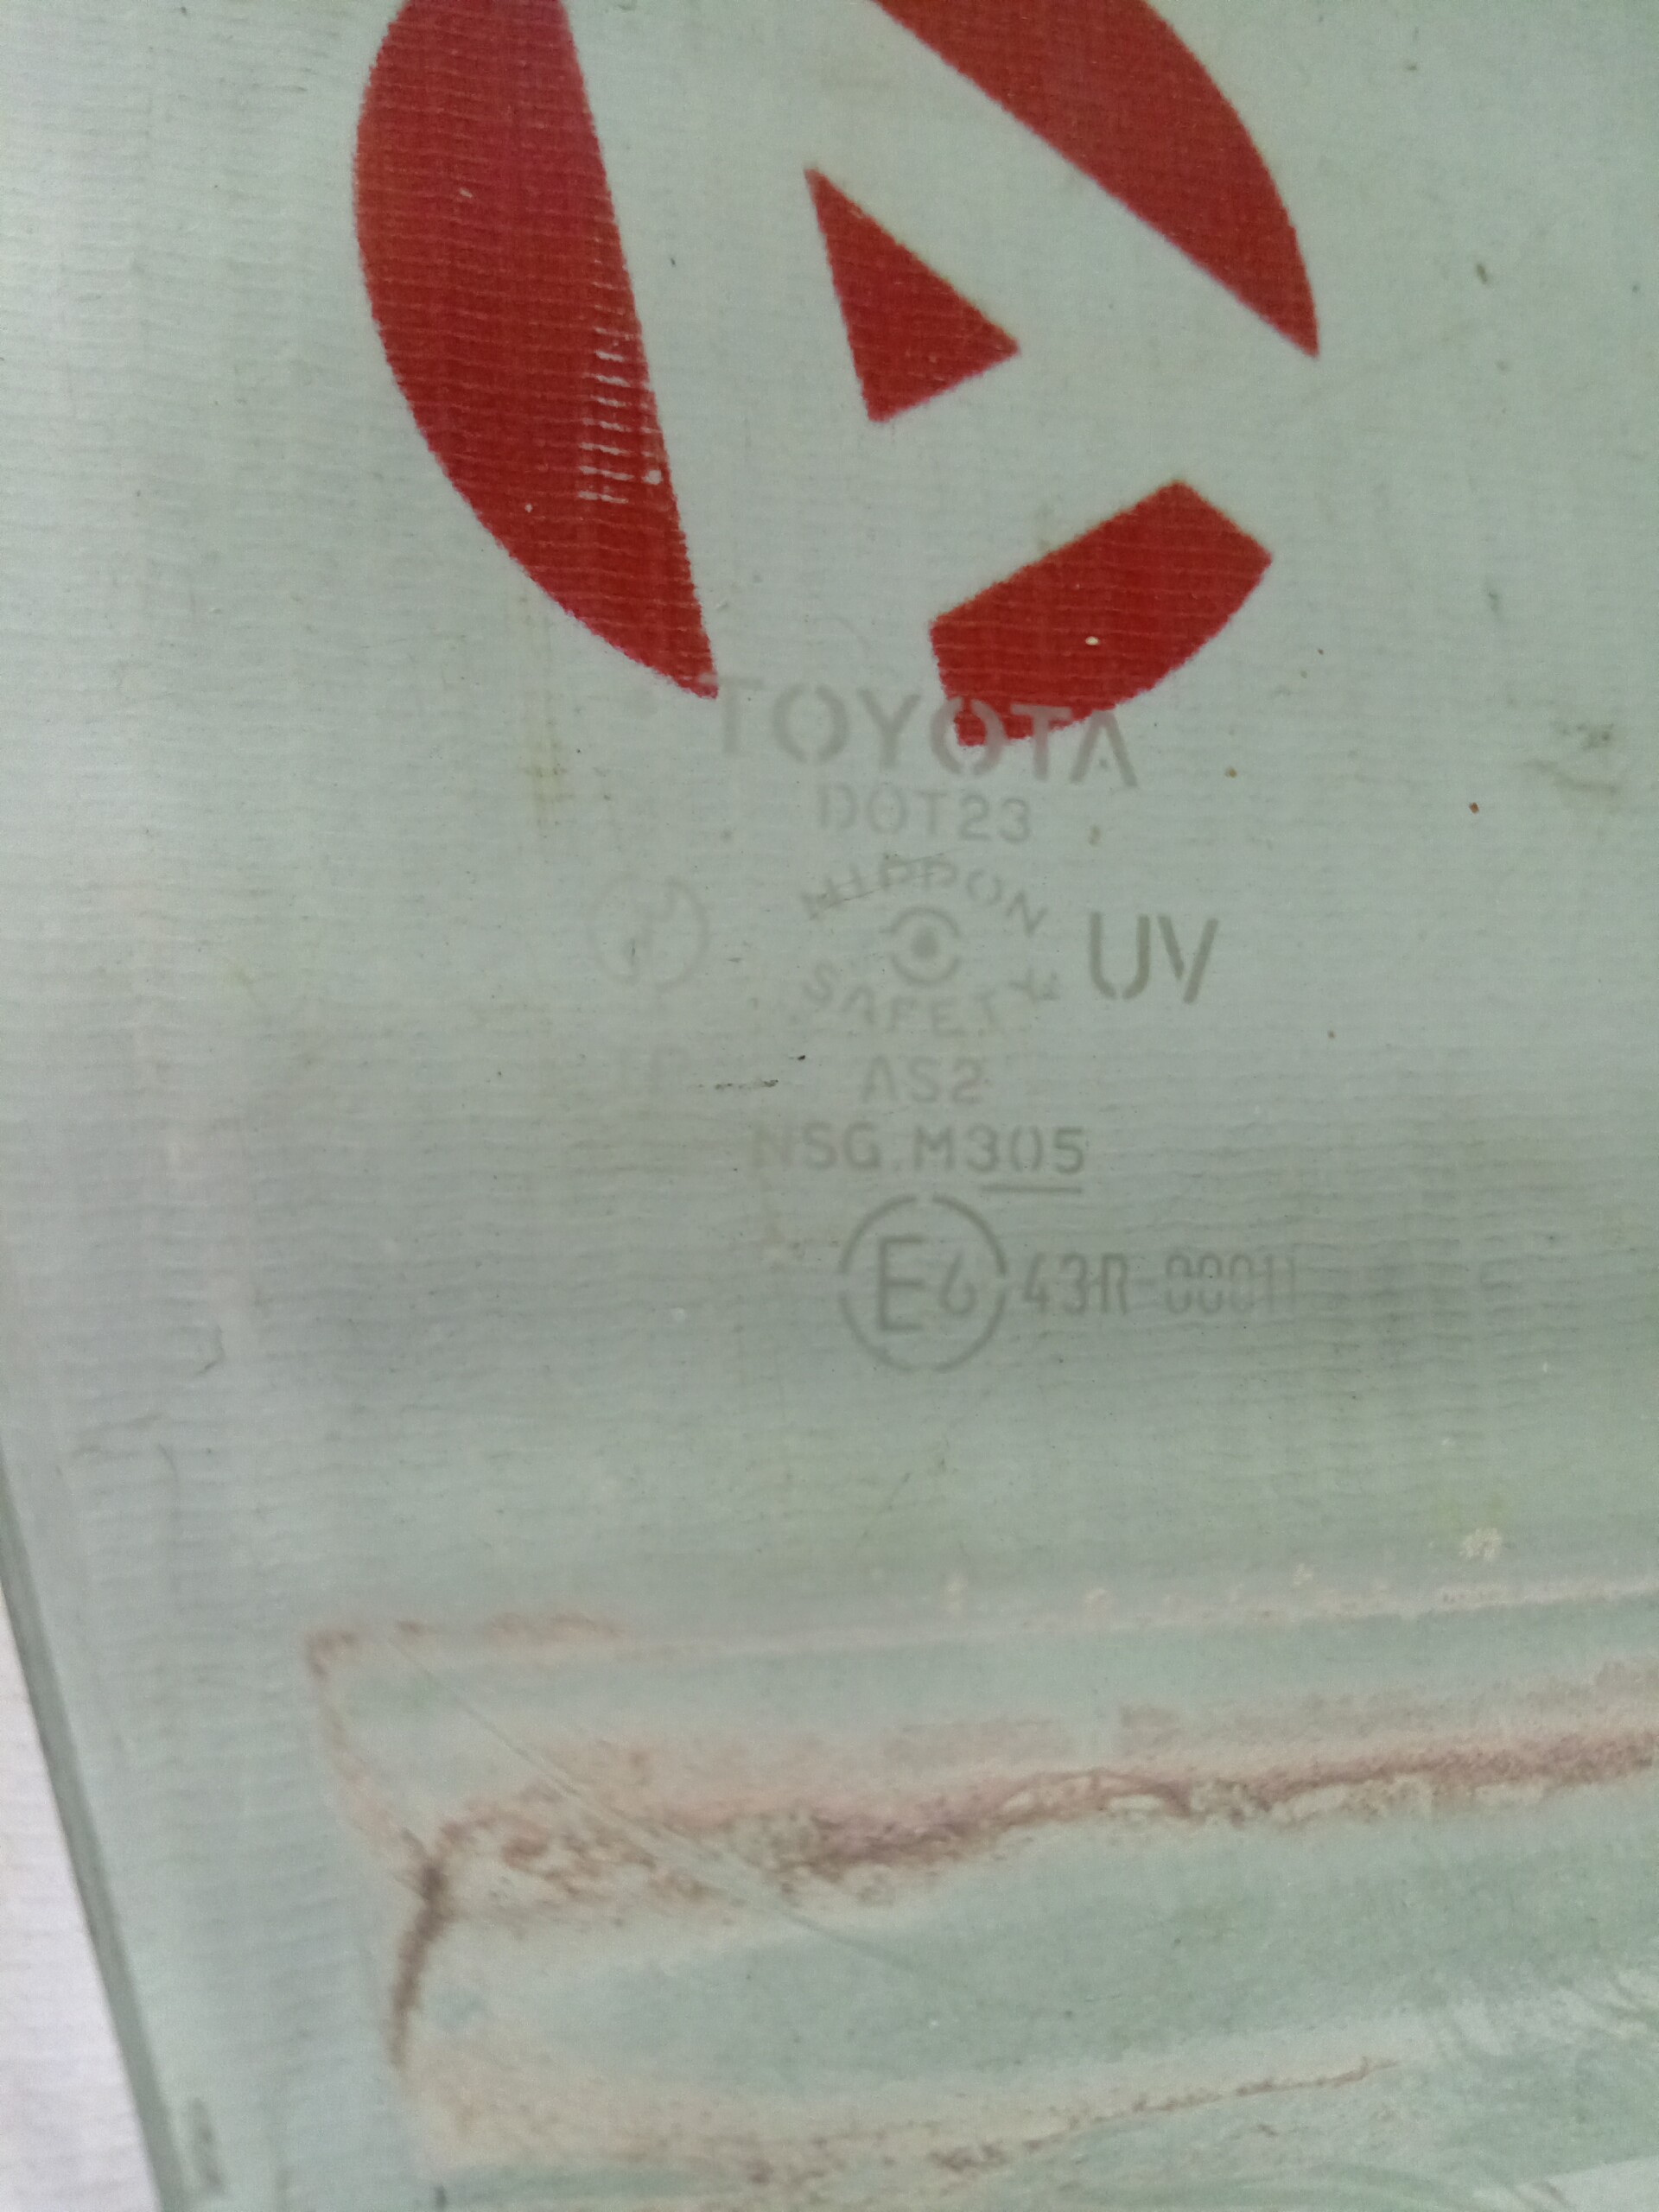 A
TOYOTA
DOT23
NIPPON
UV
SAFETY
AS2
NSG M305
E6 43R-00011